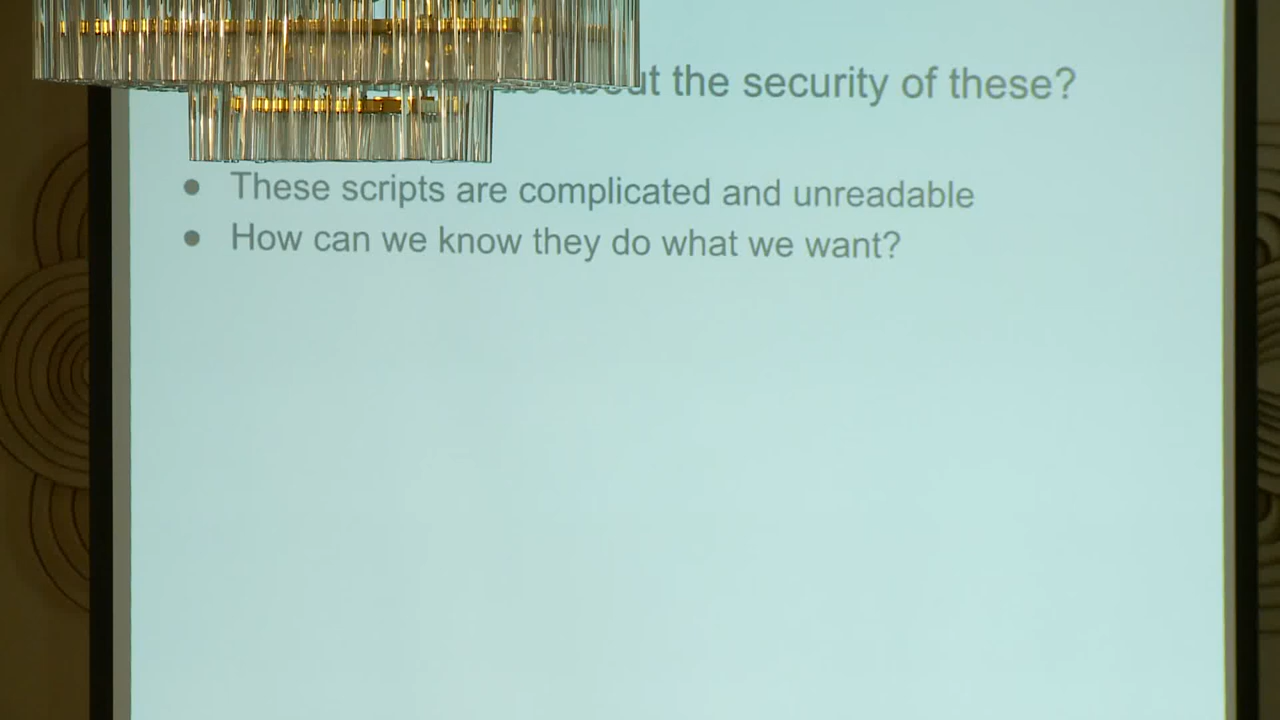 the security of these?
● These scripts are complicated and unreadable
● How can we know they do what we want?